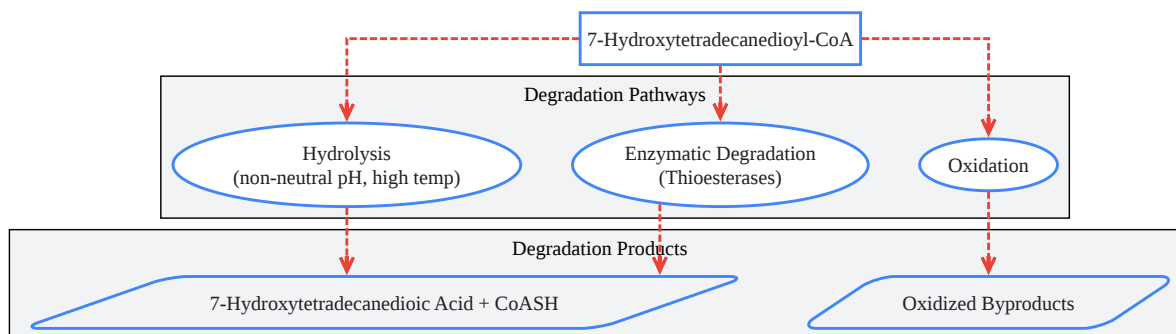 7-Hydroxytetradecanedioyl-CoA
Degradation Pathways
Hydrolysis
(non-neutral pH, high temp)
Enzymatic Degradation
(Thioesterases)
Oxidation
Degradation Products
7-Hydroxytetradecanedioic Acid + CoASH
Oxidized Byproducts